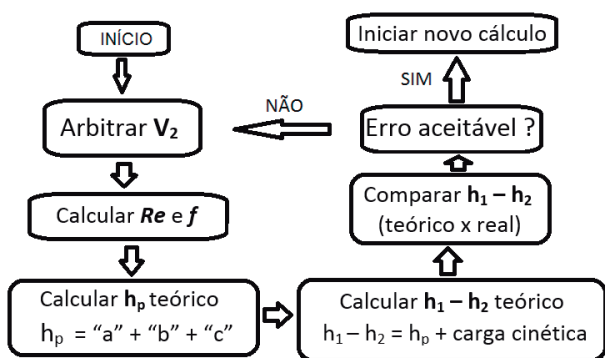 INÍCIO
Arbitrar V₂
Calcular Re e f
Calcular hₚ teórico
hₚ = “a” + “b” + “c”
Calcular h₁ – h₂ teórico
h₁ – h₂ = hₚ + carga cinética
Comparar h₁ – h₂
(teórico x real)
Erro aceitável ?
NÃO
SIM
Iniciar novo cálculo